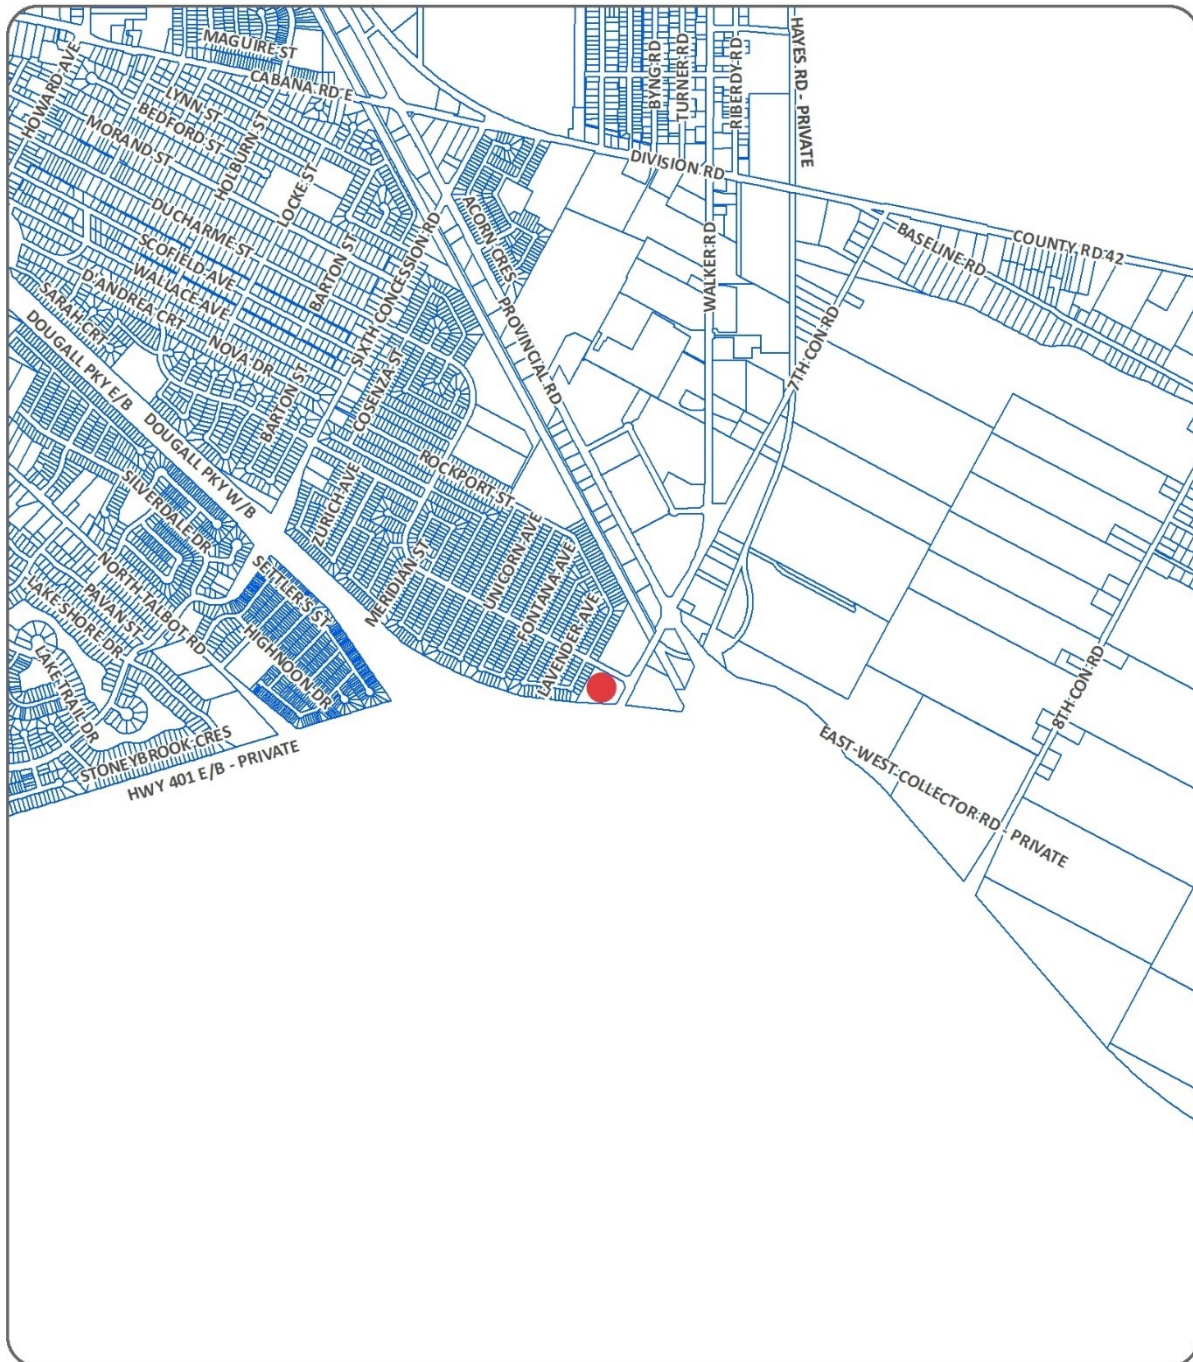 MAGUIRE ST
HOWARD AVE
CABANA RD E
LYNN ST
BEDFORD ST
MORAND ST
HOLBURN ST
LOCKE ST
BYNG RD
TURNER RD
WALKER RD
RIBERDY RD
HAYES RD - PRIVATE
DIVISION RD
DUCHARME ST
SCOFIELD AVE
WALLACE AVE
D'ANDREA CRT
SARAH CRT
BARTON ST
SIXTH CONCESSION RD
ACORN CRES
PROVINCIAL RD
BASELINE RD
COUNTY RD 42
7TH CON RD
DOUGALL PKY E/B
DOUGALL PKY W/B
NOVA DR
BARTON ST
COSENZA ST
SILVERDALE DR
ZURICH AVE
ROCKPORT ST
MERIDIAN ST
UNICORN AVE
FONTANA AVE
LAVENDER AVE
NORTH TALBOT RD
SETTLERS ST
PAVAN ST
LAKE SHORE DR
HIGHNOON DR
LAKE TRAIL DR
STONEYBROOK CRES
HWY 401 E/B - PRIVATE
8TH CON RD
EAST-WEST COLLECTOR RD - PRIVATE